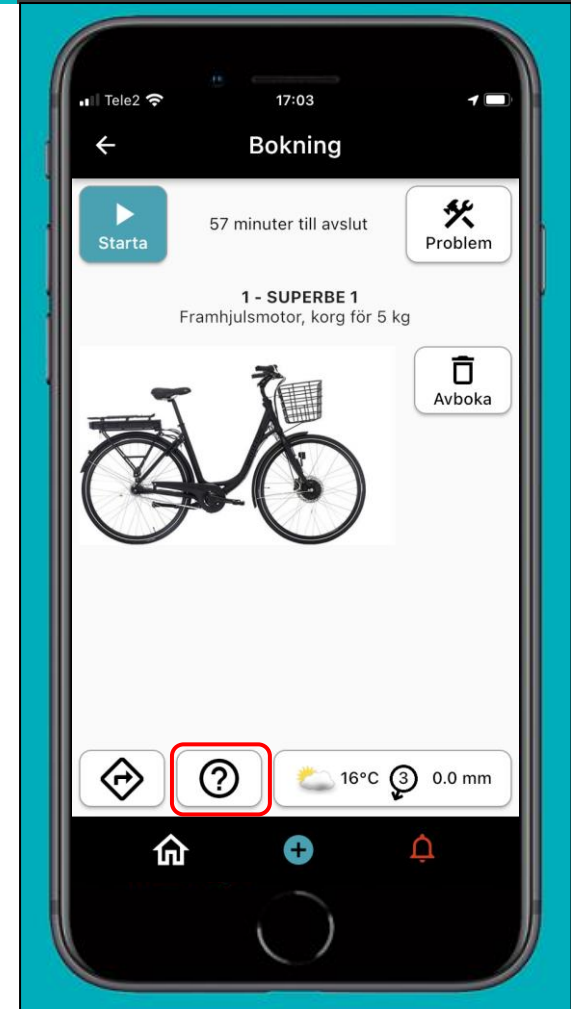 Tele2
17:03
Bokning
Starta
57 minuter till avslut
Problem
1 - SUPERBE 1
Framhjulsmotor, korg för 5 kg
Avboka
?
16°C 3 0.0 mm